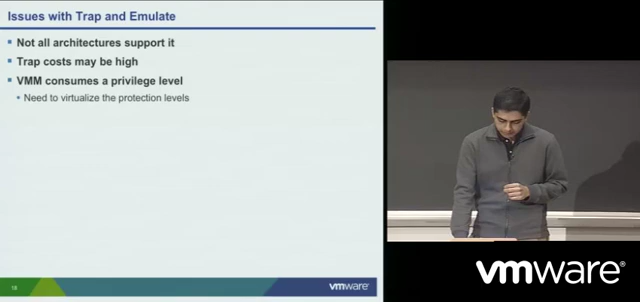 Issues with Trap and Emulate
Not all architectures support it
Trap costs may be high
VMM consumes a privilege level
Need to virtualize the protection levels
18
vmware
vmware®